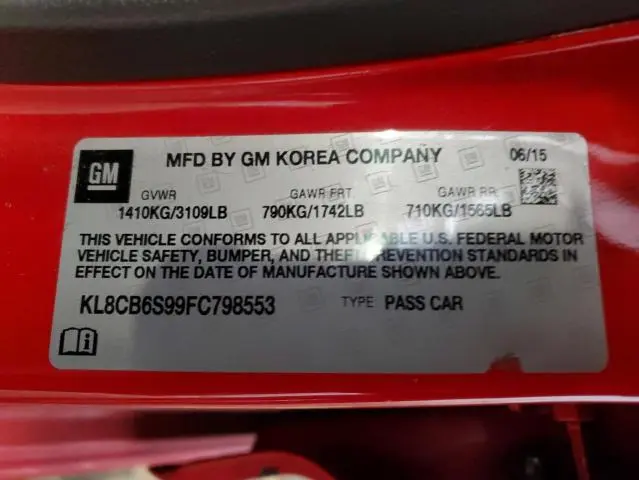 GM
MFD BY GM KOREA COMPANY 06/15
GVWR GAWR FRT. GAWR RR.
1410KG/3109LB 790KG/1742LB 710KG/1565LB
THIS VEHICLE CONFORMS TO ALL APPLICABLE U.S. FEDERAL MOTOR
VEHICLE SAFETY, BUMPER, AND THEFT PREVENTION STANDARDS IN
EFFECT ON THE DATE OF MANUFACTURE SHOWN ABOVE.
KL8CB6S99FC798553 TYPE PASS CAR